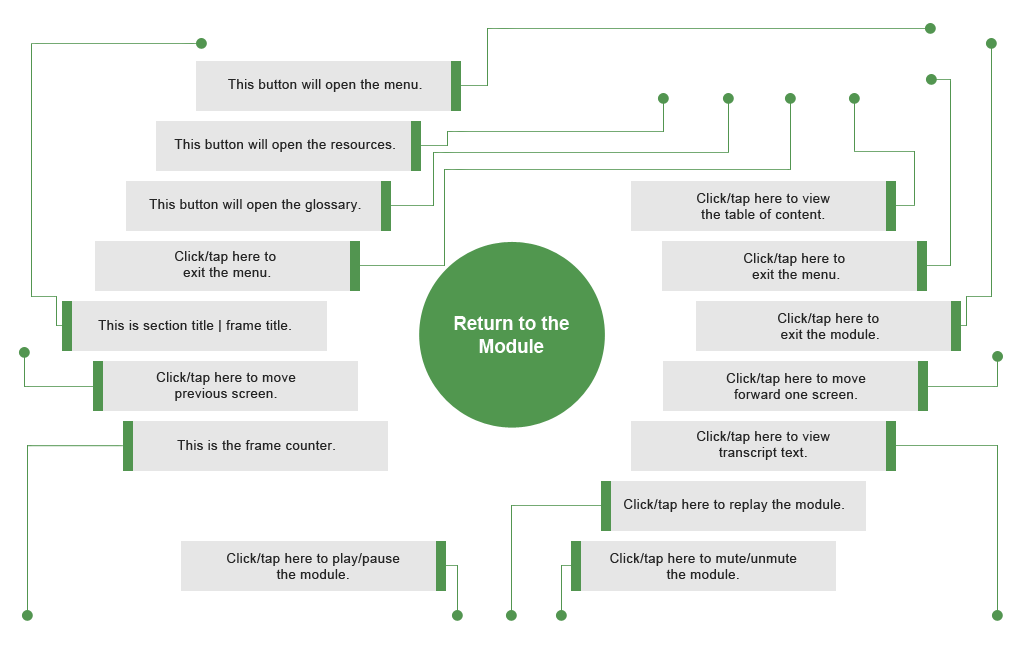 This button will open the menu.
This button will open the resources.
This button will open the glossary.
Click/tap here to
exit the menu.
This is section title | frame title.
Click/tap here to move
previous screen.
This is the frame counter.
Click/tap here to play/pause
the module.
Return to the
Module
Click/tap here to view
the table of content.
Click/tap here to
exit the menu.
Click/tap here to
exit the module.
Click/tap here to move
forward one screen.
Click/tap here to view
transcript text.
Click/tap here to replay the module.
Click/tap here to mute/unmute
the module.